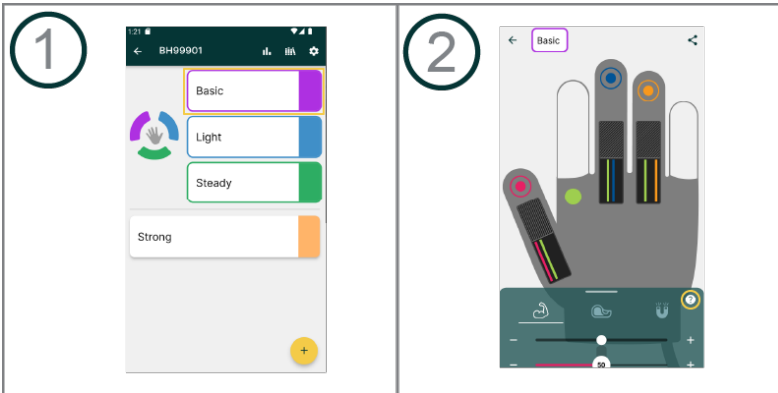 1
1:21
BH99901
Basic
Light
Steady
Strong
+
2
Basic
?
- +
50
- +